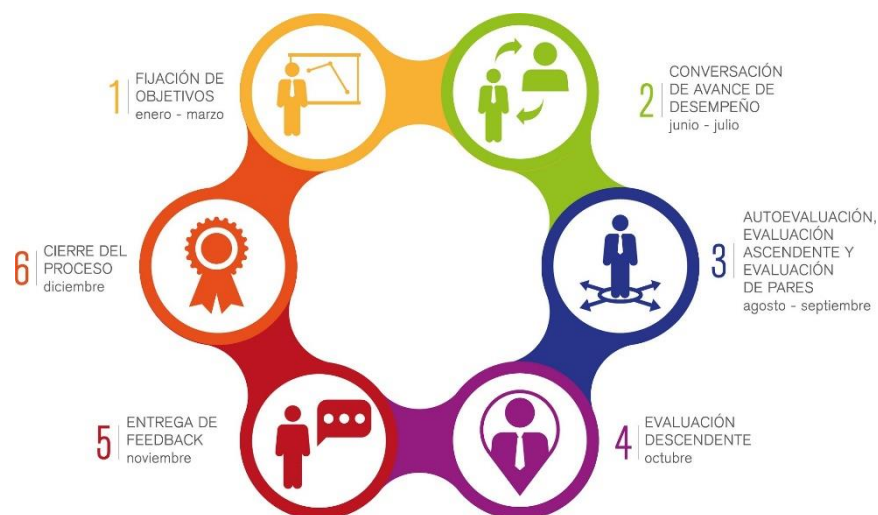 1
FIJACIÓN DE
OBJETIVOS
enero - marzo
2
CONVERSACIÓN
DE AVANCE DE
DESEMPEÑO
junio - julio
3
AUTOEVALUACIÓN,
EVALUACIÓN
ASCENDENTE Y
EVALUACIÓN
DE PARES
agosto - septiembre
4
EVALUACIÓN
DESCENDENTE
octubre
5
ENTREGA DE
FEEDBACK
noviembre
6
CIERRE DEL
PROCESO
diciembre